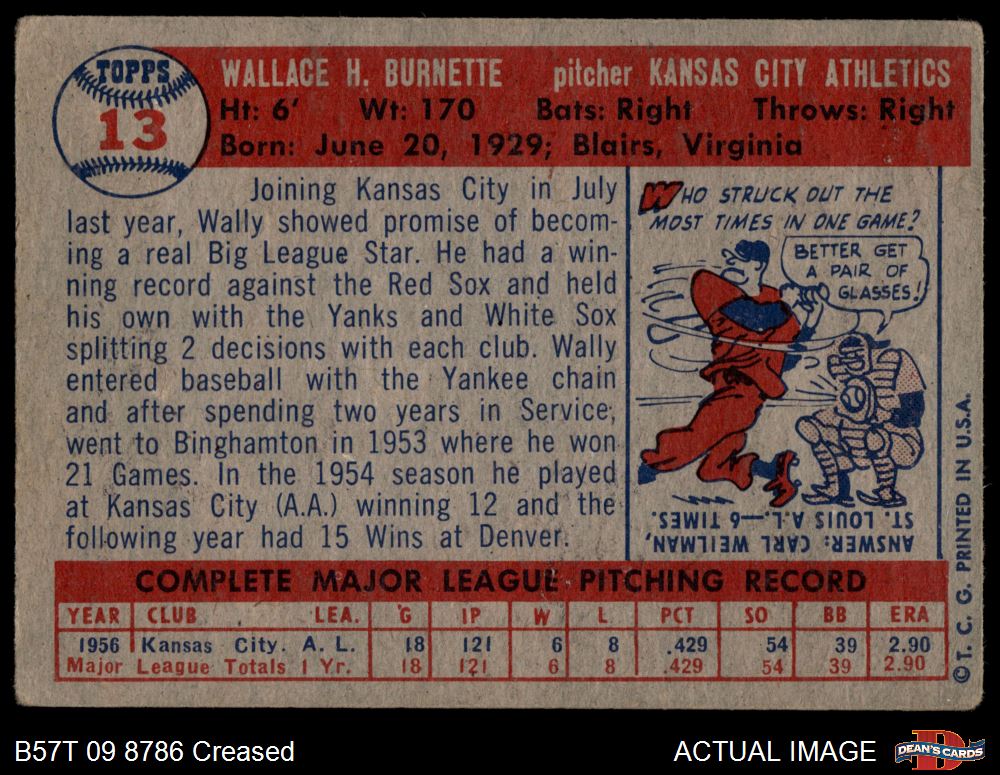 TOPPS
13
WALLACE H. BURNETTE pitcher KANSAS CITY ATHLETICS
Ht: 6' Wt: 170 Bats: Right Throws: Right
Born: June 20, 1929; Blairs, Virginia
Joining Kansas City in July
last year, Wally showed promise of becom-
ing a real Big League Star. He had a win-
ning record against the Red Sox and held
his own with the Yanks and White Sox
splitting 2 decisions with each club. Wally
entered baseball with the Yankee chain
and after spending two years in Service,
went to Binghamton in 1953 where he won
21 Games. In the 1954 season he played
at Kansas City (A.A.) winning 12 and the
following year had 15 Wins at Denver.
WHO STRUCK OUT THE
MOST TIMES IN ONE GAME?
BETTER GET
A PAIR OF
GLASSES!
ANSWER: CARL WEILMAN,
ST. LOUIS A.L.—6 TIMES.
COMPLETE MAJOR LEAGUE PITCHING RECORD
YEAR CLUB LEA. G IP W L PCT SO BB ERA
1956 Kansas City. A. L. 18 121 6 8 .429 54 39 2.90
Major League Totals 1 Yr. 18 121 6 8 .429 54 39 2.90
©T. C. G. PRINTED IN U.S.A.
B57T 09 8786 Creased
ACTUAL IMAGE
D
DEAN'S CARDS